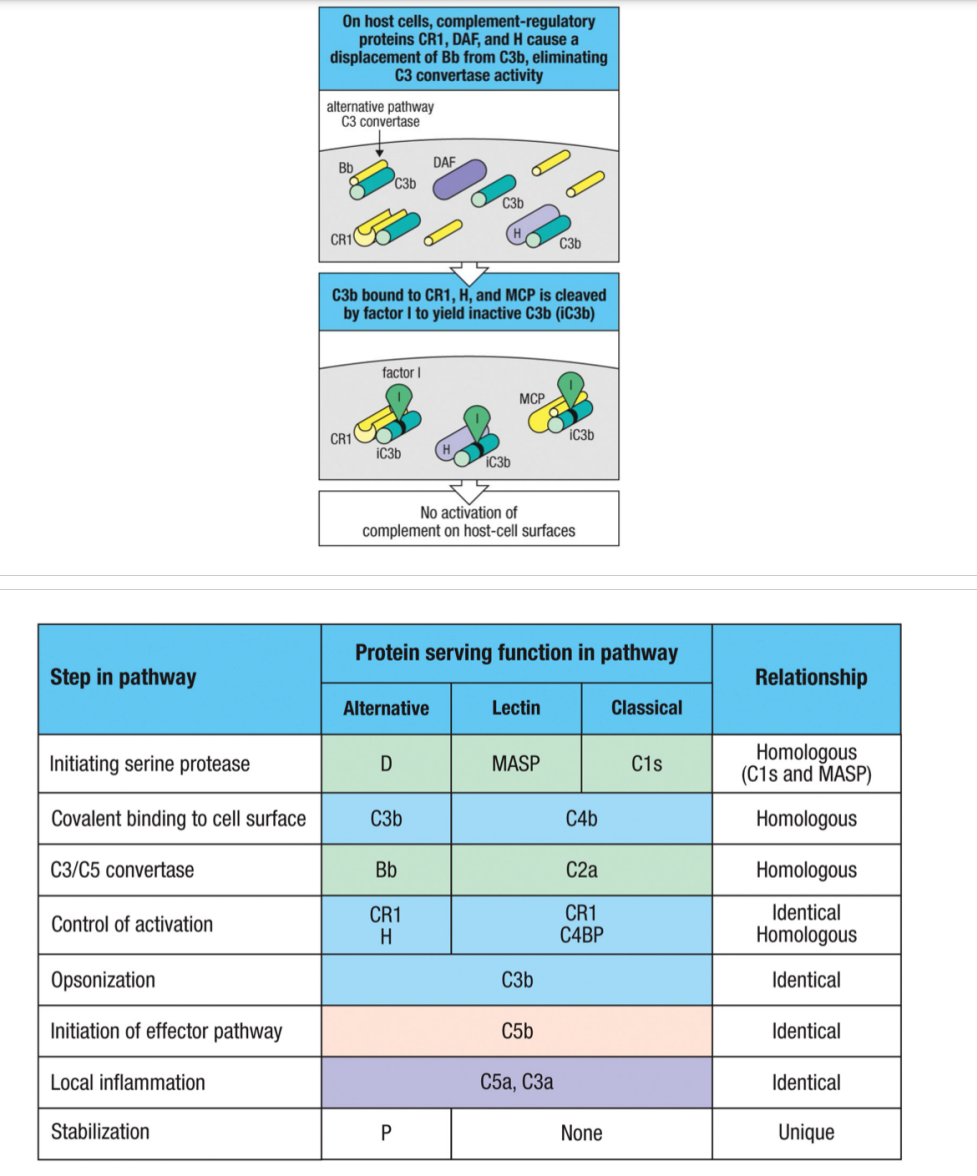 On host cells, complement-regulatory
proteins CR1, DAF, and H cause a
displacement of Bb from C3b, eliminating
C3 convertase activity
alternative pathway
C3 convertase
Bb
C3b
DAF
C3b
CR1
H
C3b
C3b bound to CR1, H, and MCP is cleaved
by factor I to yield inactive C3b (iC3b)
factor I
I
CR1
iC3b
I
H
iC3b
MCP
I
iC3b
No activation of
complement on host-cell surfaces
Step in pathway
Protein serving function in pathway
Relationship
Alternative
Lectin
Classical
Initiating serine protease
D
MASP
C1s
Homologous
(C1s and MASP)
Covalent binding to cell surface
C3b
C4b
Homologous
C3/C5 convertase
Bb
C2a
Homologous
Control of activation
CR1
H
CR1
C4BP
Identical
Homologous
Opsonization
C3b
Identical
Initiation of effector pathway
C5b
Identical
Local inflammation
C5a, C3a
Identical
Stabilization
P
None
Unique